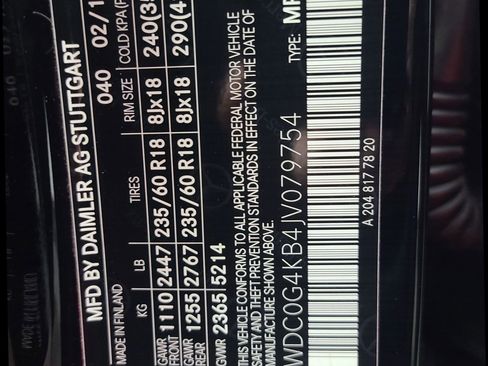 MFD BY DAIMLER AG STUTTGART
MADE IN FINLAND 040 02/1
KG LB TIRES RIM SIZE COLD KPA(P
GAWR FRONT 1110 2447 235/60 R18 8Jx18 240(35
GAWR REAR 1255 2767 235/60 R18 8Jx18 290(4
GVWR 2365 5214
THIS VEHICLE CONFORMS TO ALL APPLICABLE FEDERAL MOTOR VEHICLE
SAFETY AND THEFT PREVENTION STANDARDS IN EFFECT ON THE DATE OF
MANUFACTURE SHOWN ABOVE.
WDC0G4KB4JV079754 TYPE: MP
A 204 817 78 20